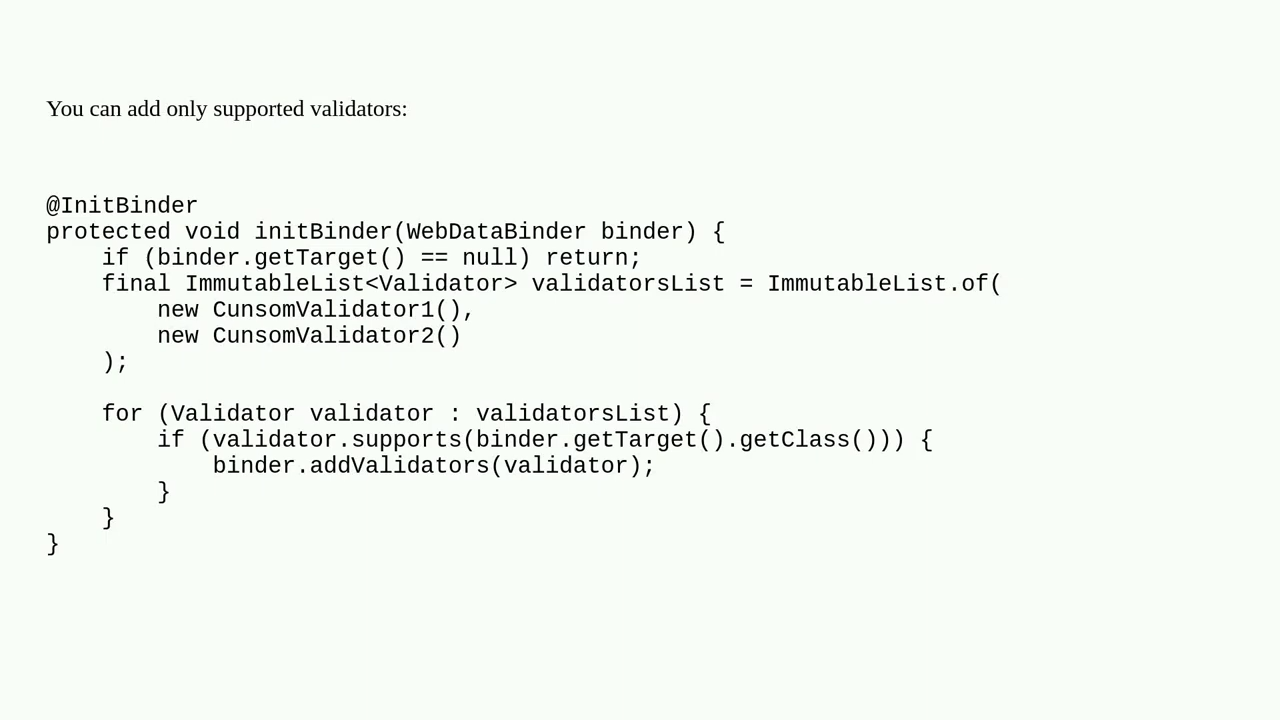 You can add only supported validators:
@InitBinder
protected void initBinder(WebDataBinder binder) {
    if (binder.getTarget() == null) return;
    final ImmutableList<Validator> validatorsList = ImmutableList.of(
        new CunsomValidator1(),
        new CunsomValidator2()
    );
    for (Validator validator : validatorsList) {
        if (validator.supports(binder.getTarget().getClass())) {
            binder.addValidators(validator);
        }
    }
}